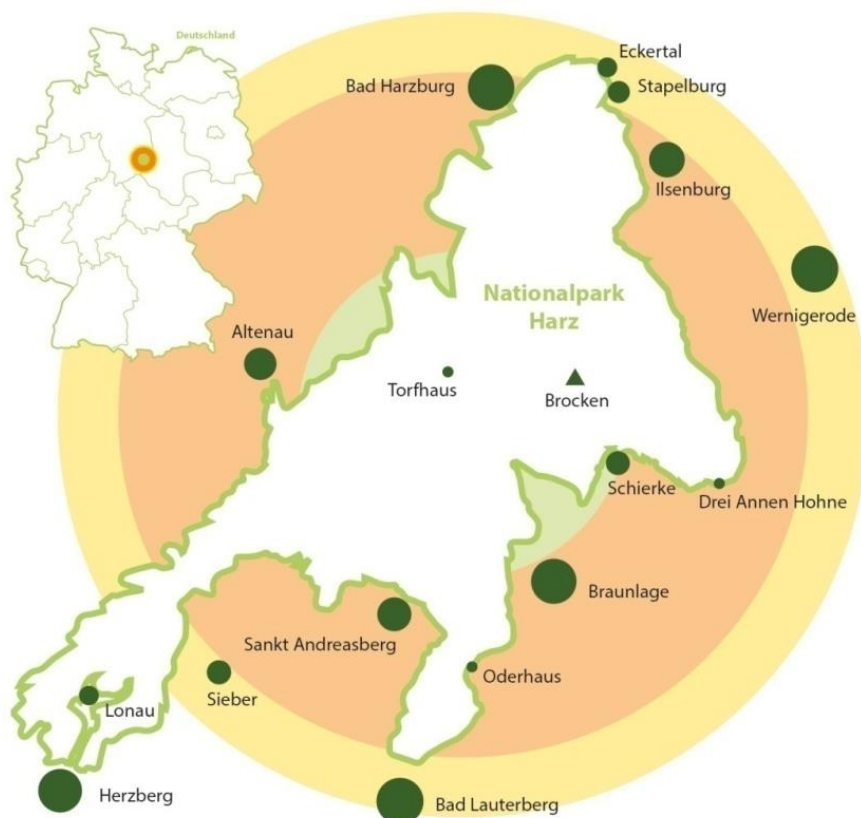 Deutschland
Eckertal
Bad Harzburg
Stapelburg
Ilsenburg
Nationalpark
Harz
Wernigerode
Altenau
Torfhaus
Brocken
Schierke
Drei Annen Hohne
Braunlage
Sankt Andreasberg
Oderhaus
Sieber
Lonau
Herzberg
Bad Lauterberg